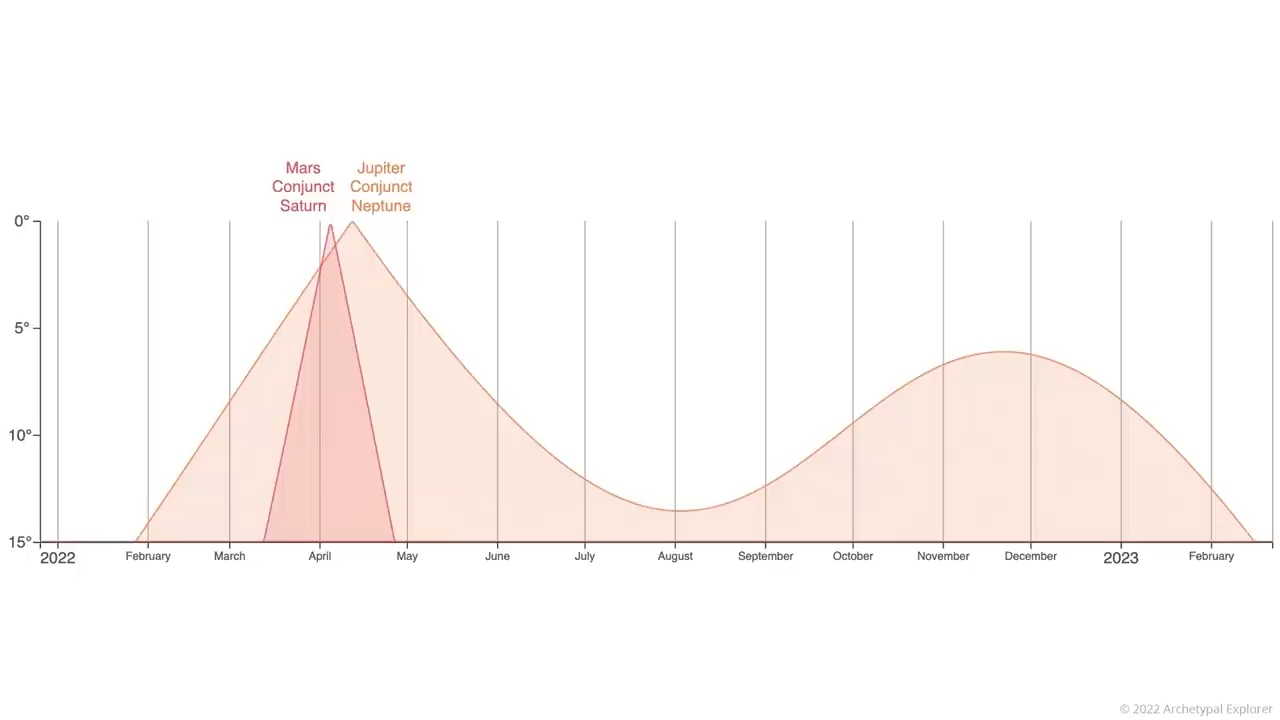 Mars
Conjunct
Saturn
Jupiter
Conjunct
Neptune
0°
5°
10°
15°
2022
February
March
April
May
June
July
August
September
October
November
December
2023
February
© 2022 Archetypal Explorer